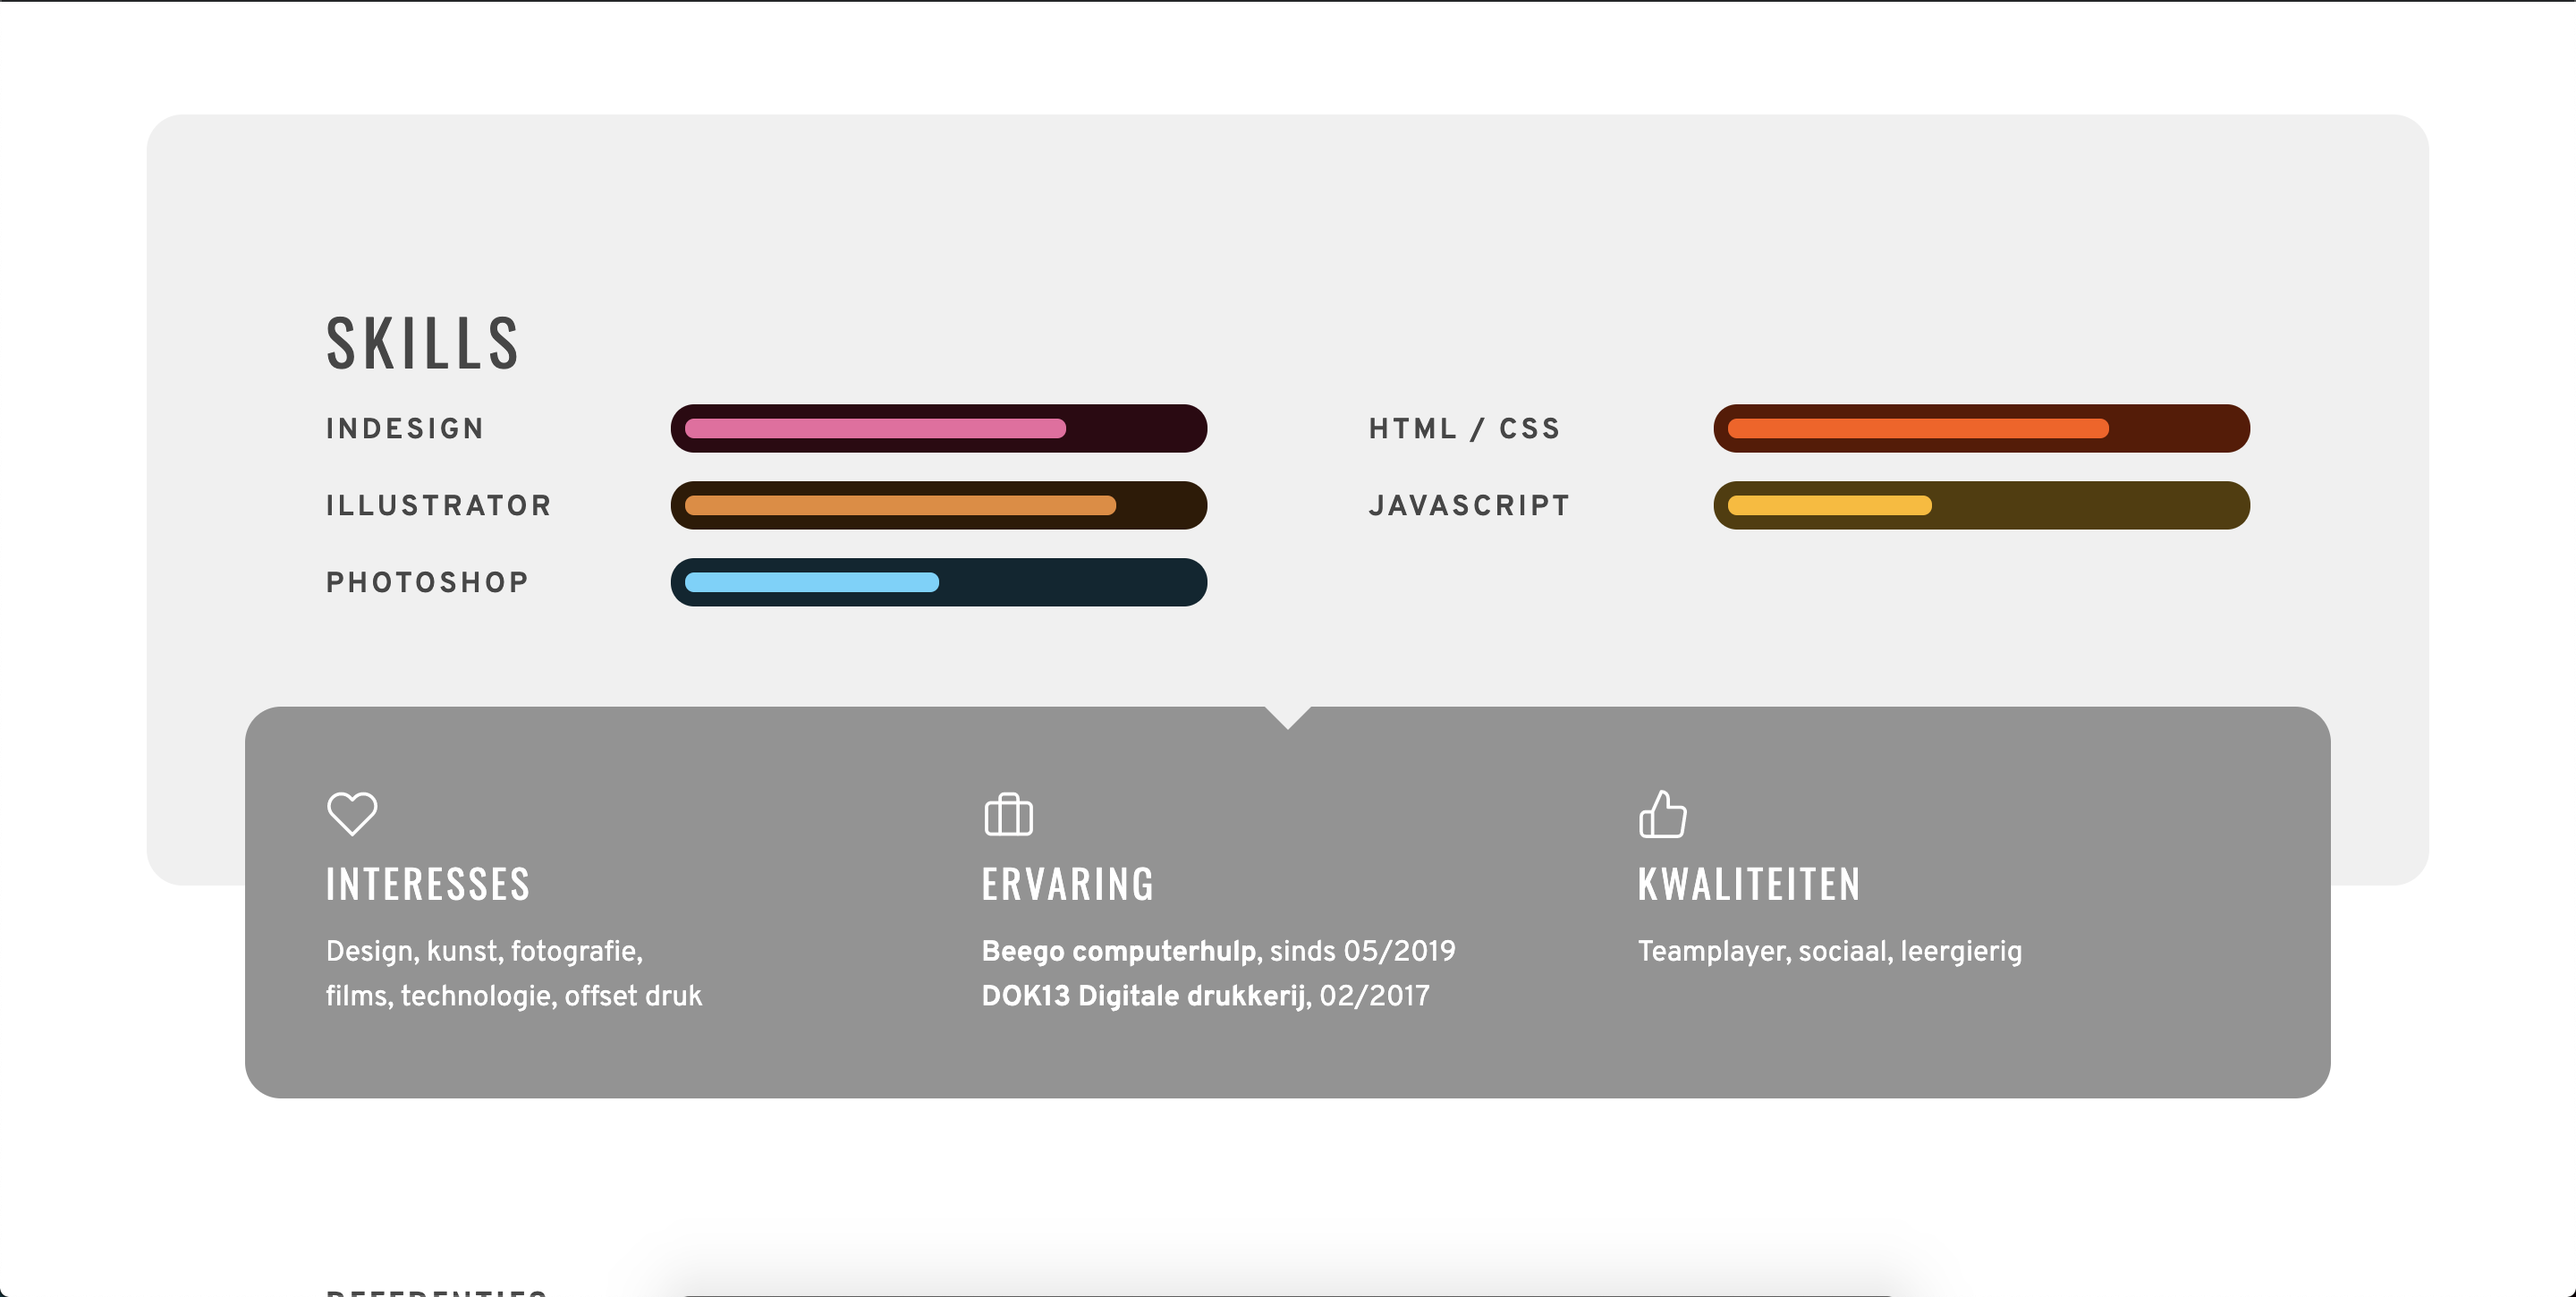 SKILLS
INDESIGN
ILLUSTRATOR
PHOTOSHOP
HTML / CSS
JAVASCRIPT
INTERESSES
Design, kunst, fotografie,
films, technologie, offset druk
ERVARING
Beego computerhulp, sinds 05/2019
DOK13 Digitale drukkerij, 02/2017
KWALITEITEN
Teamplayer, sociaal, leergierig
REFERENTIES